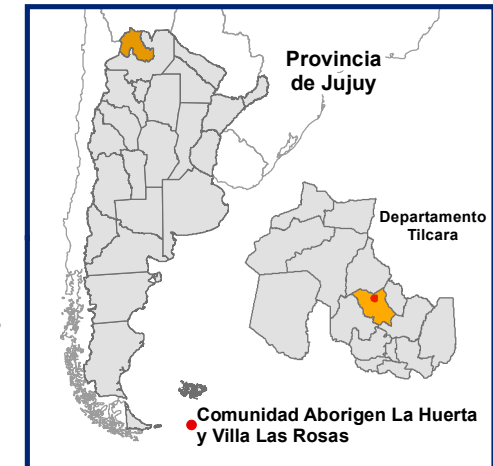 Provincia
de Jujuy
Departamento
Tilcara
Comunidad Aborigen La Huerta
y Villa Las Rosas